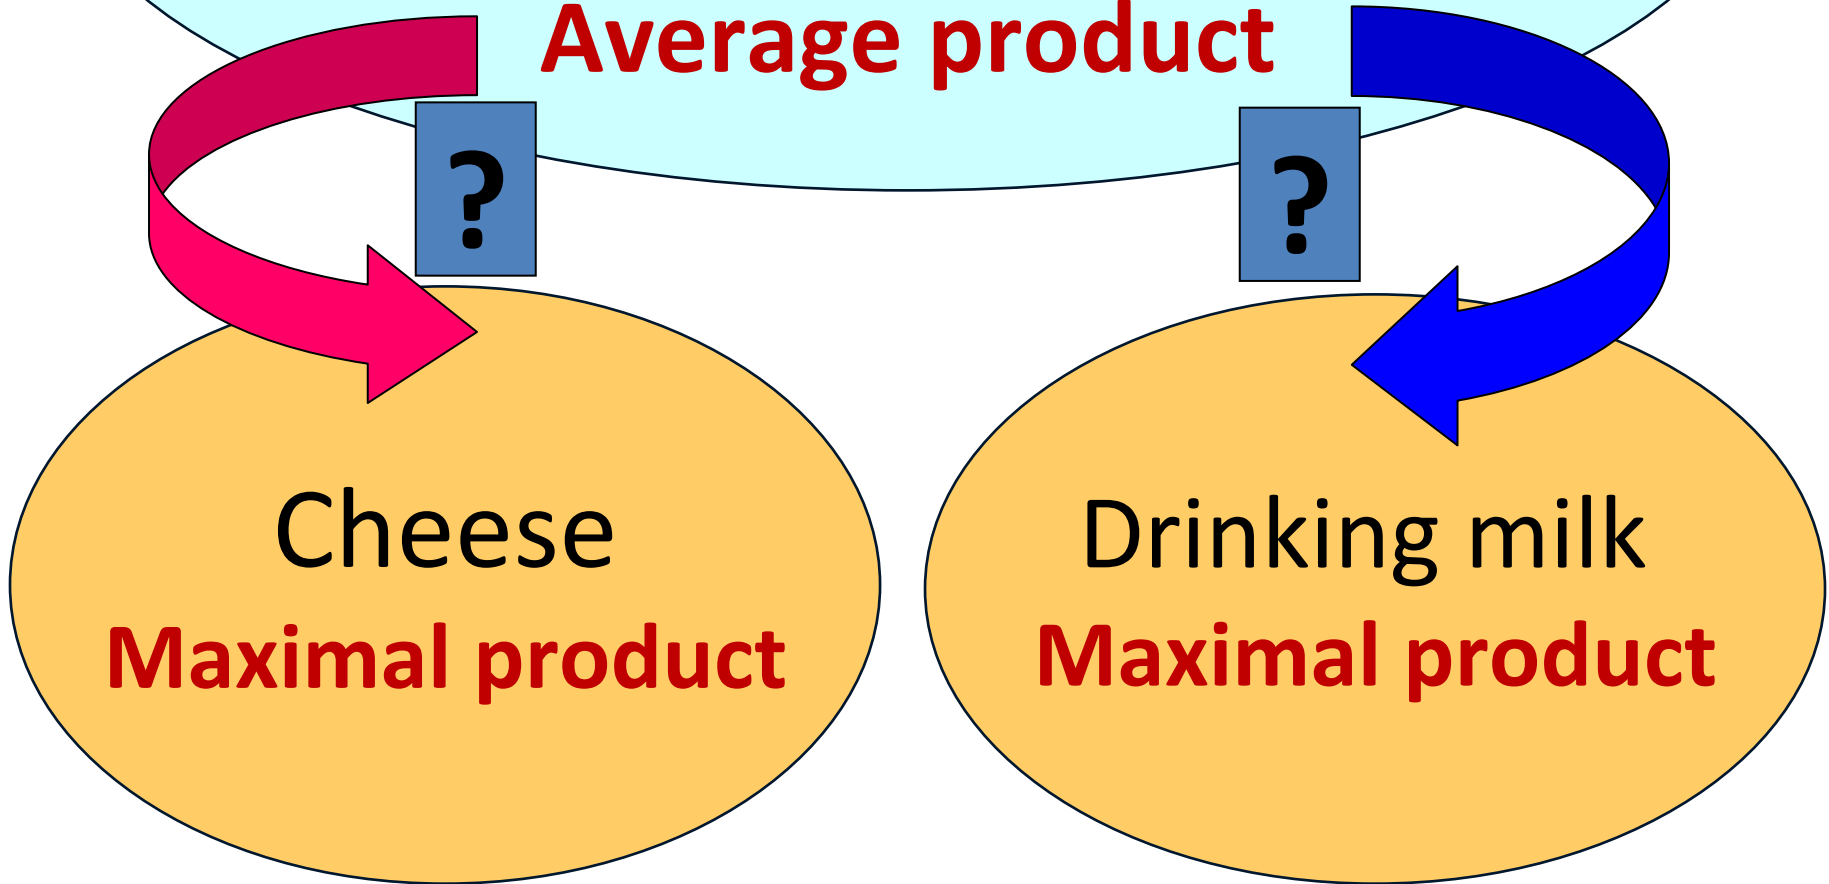 Average product
?
?
Cheese
Maximal product
Drinking milk
Maximal product